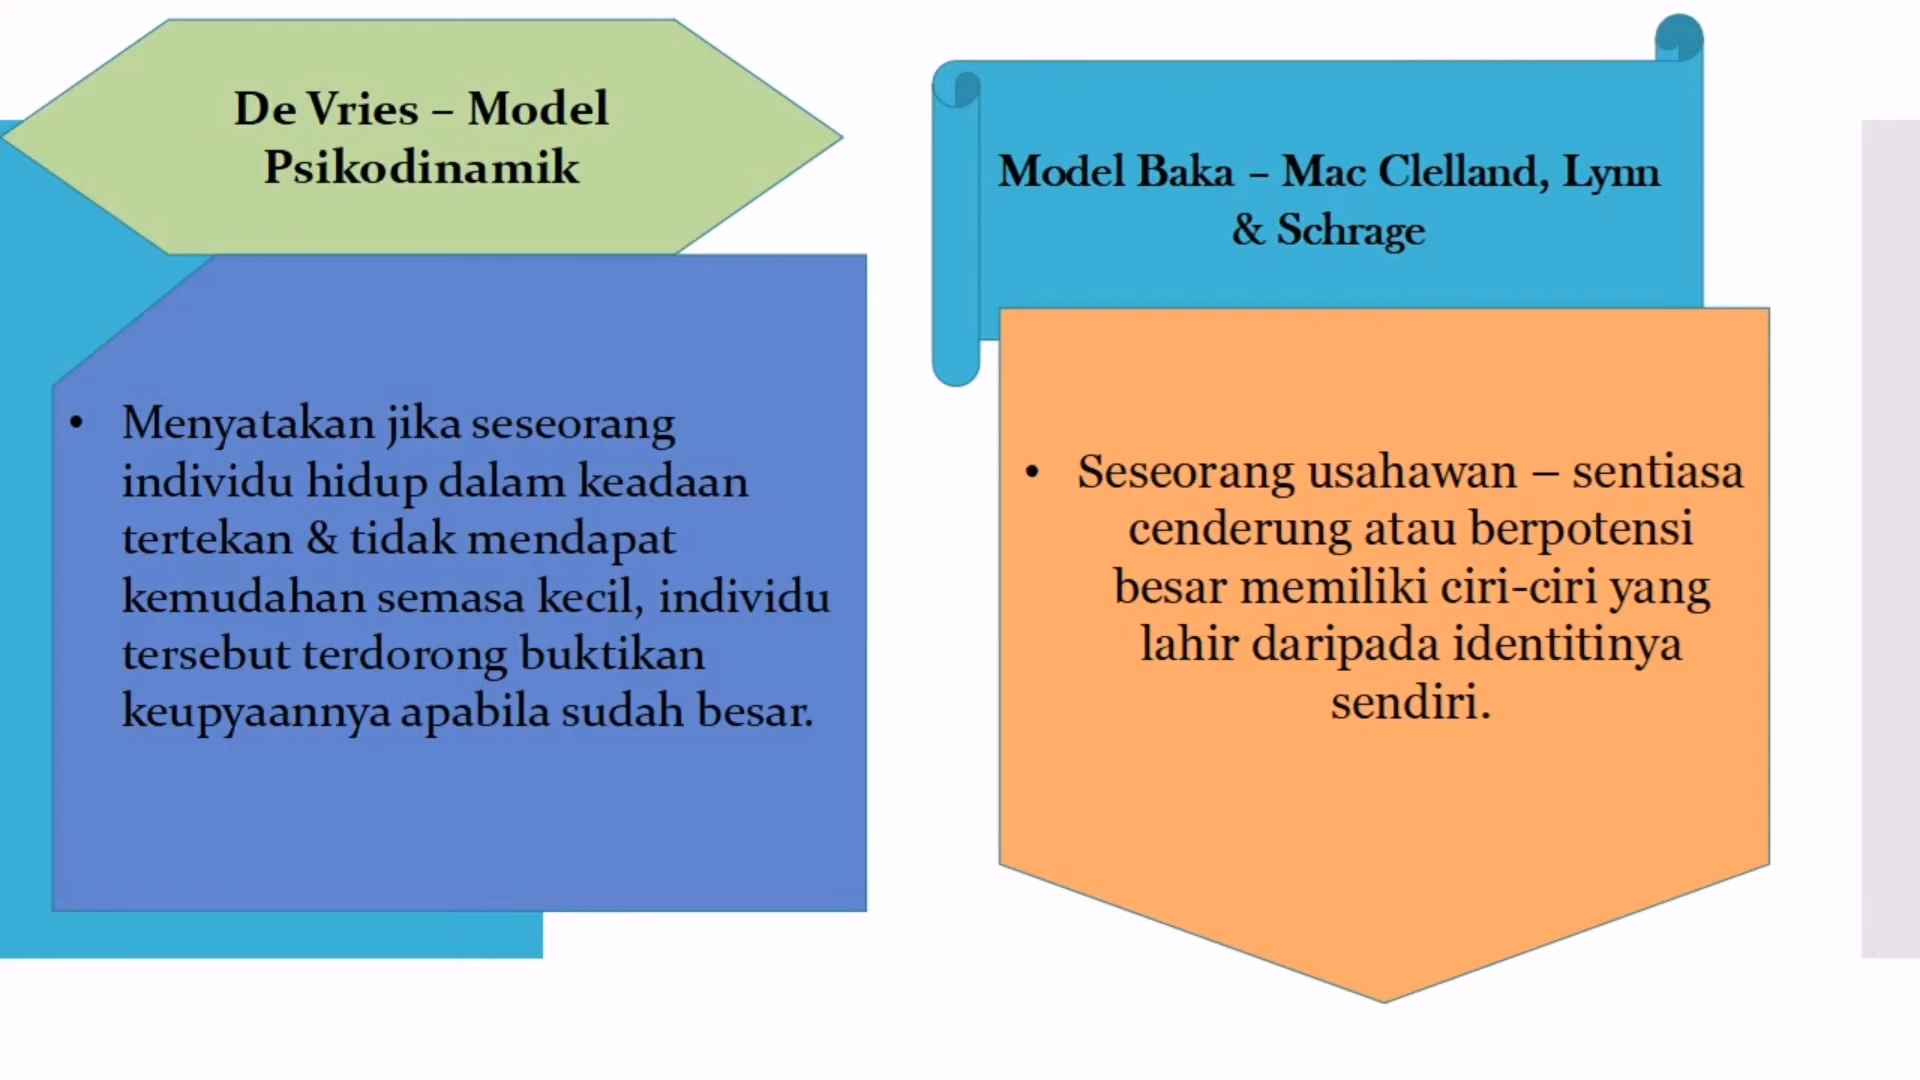 De Vries – Model
Psikodinamik
• Menyatakan jika seseorang
individu hidup dalam keadaan
tertekan & tidak mendapat
kemudahan semasa kecil, individu
tersebut terdorong buktikan
keupyaannya apabila sudah besar.
Model Baka – Mac Clelland, Lynn
& Schrage
• Seseorang usahawan – sentiasa
cenderung atau berpotensi
besar memiliki ciri-ciri yang
lahir daripada identitinya
sendiri.